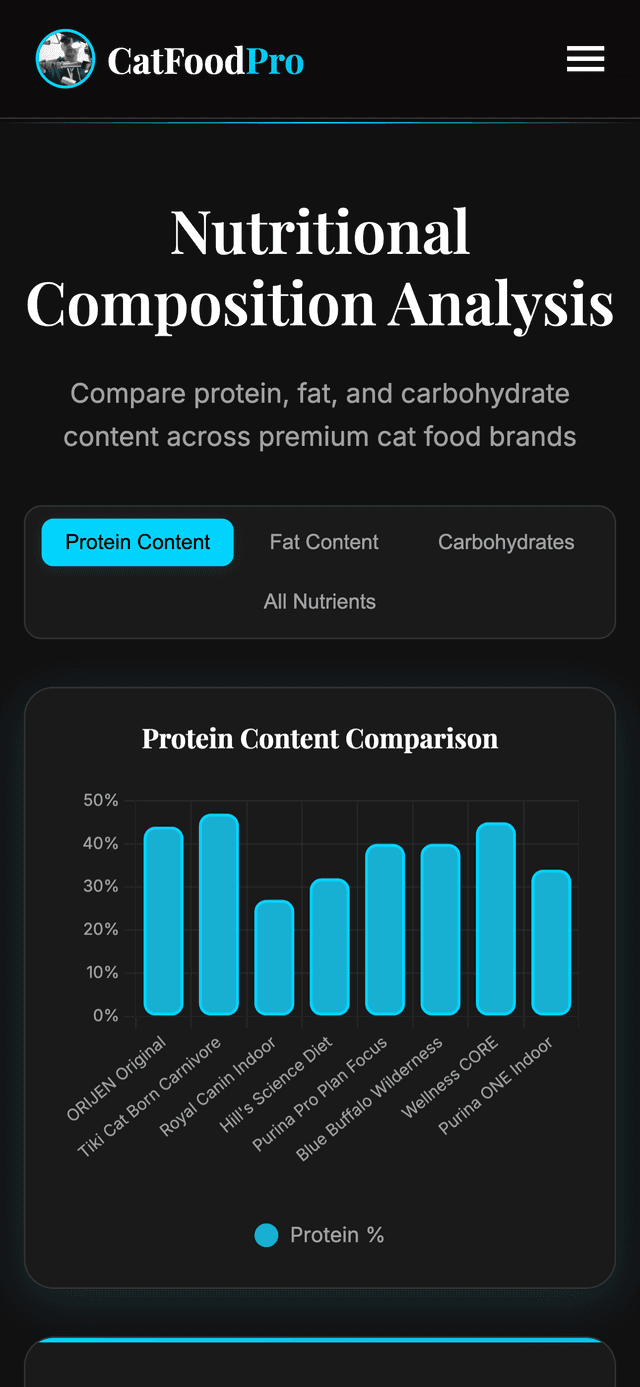 CatFoodPro
Nutritional
Composition Analysis
Compare protein, fat, and carbohydrate
content across premium cat food brands
Protein Content
Fat Content
Carbohydrates
All Nutrients
Protein Content Comparison
50%
40%
30%
20%
10%
0%
ORIJEN Original
Tiki Cat Born Carnivore
Royal Canin Indoor
Hill's Science Diet
Purina Pro Plan Focus
Blue Buffalo Wilderness
Wellness CORE
Purina ONE Indoor
Protein %